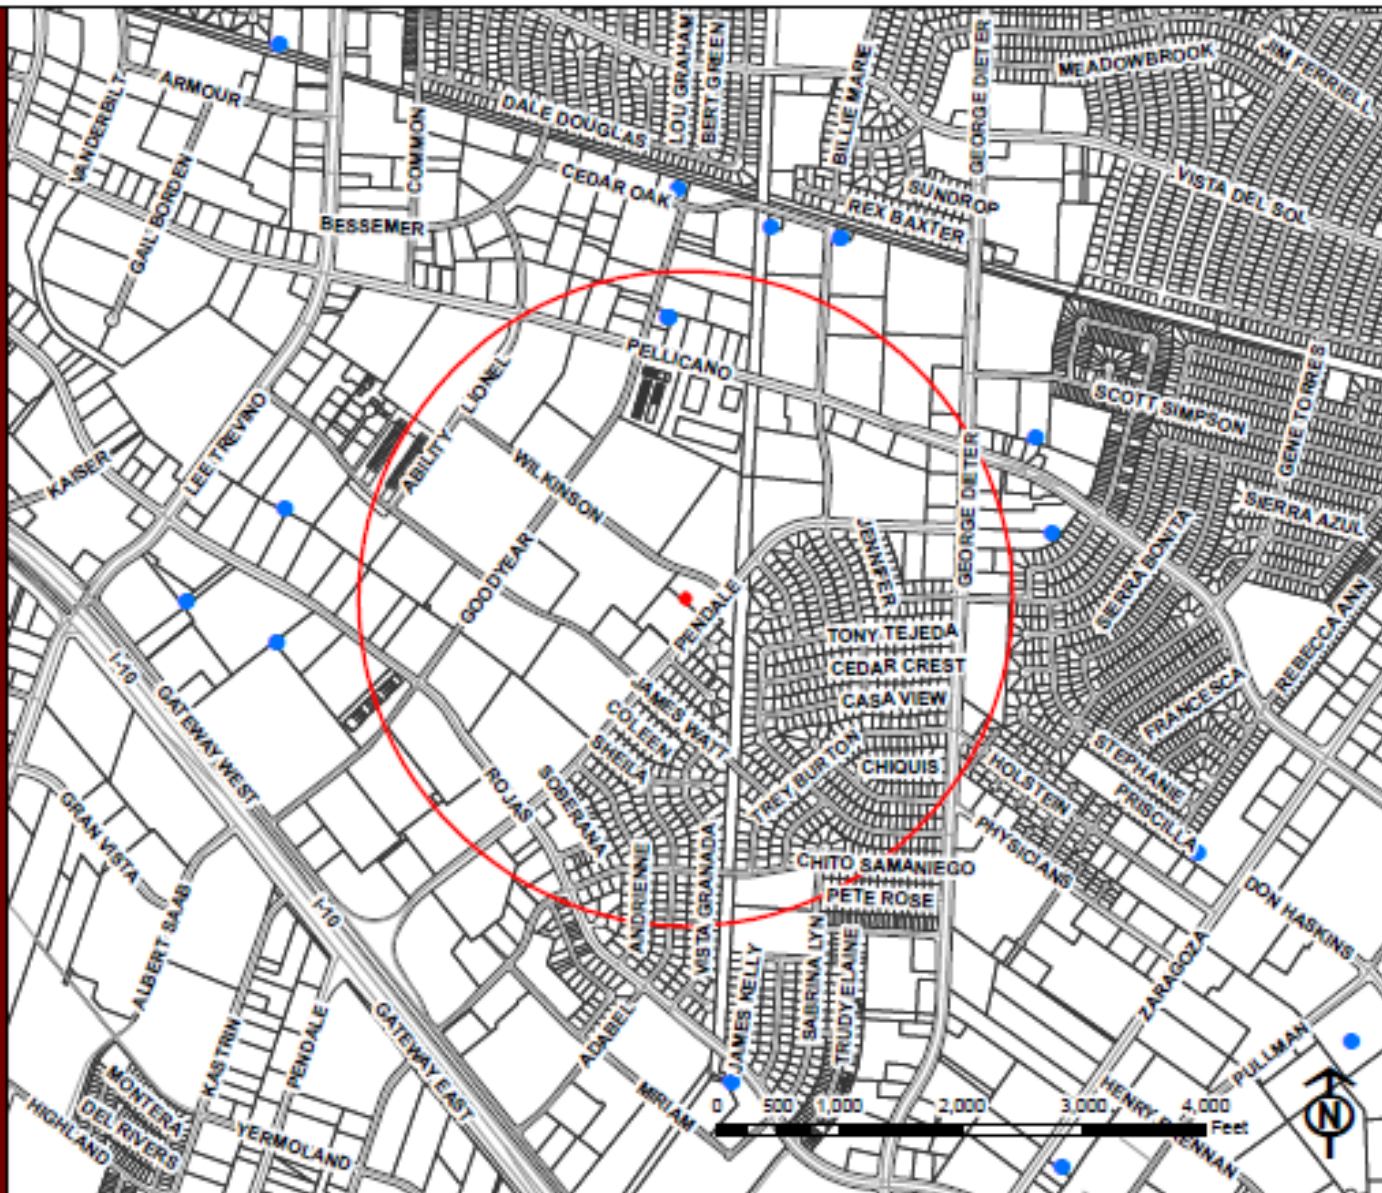 LOU GRAHAM
BERT GREEN
BILLIE MARIE
GEORGE DIETER
MEADOWBROOK
JIM FERRIELL
ARMOUR
VANDERBILT
DALE DOUGLAS
COMMON
GAIL BORDEN
CEDAR OAK
SUNDROP
VISTA DEL SOL
BESSEMER
REX BAXTER
PELLICANO
LIONEL
SCOTT SIMPSON
GENE TORRES
LEE TREVINO
ABILITY
KAISER
WILKINSON
GEORGE DIETER
SIERRA AZUL
GOODYEAR
JENNIFER
SIERRA BONITA
PENDALE
TONY TEJEDA
REBECCA ANN
I-10
CEDAR CREST
GATEWAY WEST
JAMES WATT
CASA VIEW
FRANCESCA
COLEEN
SHEILA
TREY BURTON
CHIQUIS
HOLSTEIN
STEPHANIE
PRISCILLA
ROJAS
SOBERANA
GRAN VISTA
PHYSICIANS
CHITO SAMANIEGO
ANDRIENNE
VISTA GRANADA
PETE ROSE
DON HASKINS
I-10
ALBERT SAAB
JAMES KELLY
SABRINA LYN
TRUDY ELAINE
ZARAGOZA
KASTRIN
PENDALE
GATEWAY EAST
ADABEL
MIRIAM
PULLMAN
MONTERA
DEL RIVERS
HIGHLAND
YERMOLAND
HENRY BRENNAN
0 500 1,000 2,000 3,000 4,000
Feet
N